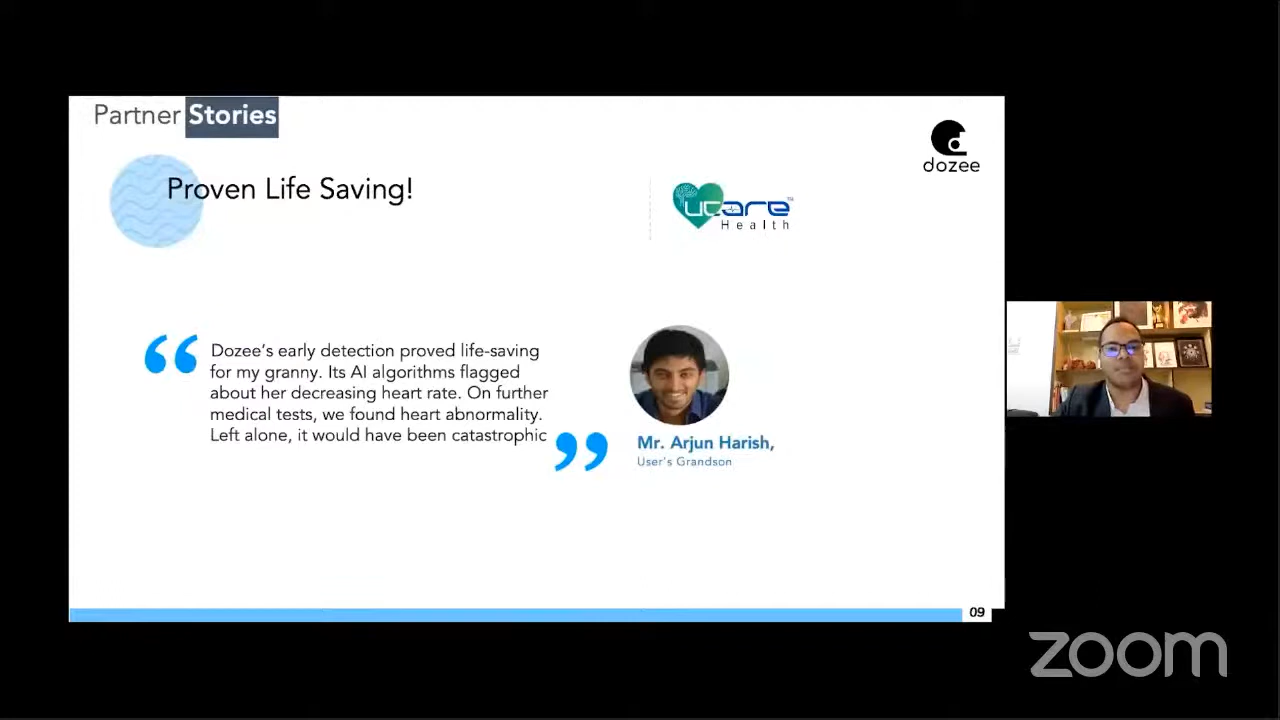 Partner Stories
dozee
Proven Life Saving!
ucare™
Health
“ Dozee's early detection proved life-saving
for my granny. Its AI algorithms flagged
about her decreasing heart rate. On further
medical tests, we found heart abnormality.
Left alone, it would have been catastrophic ”
Mr. Arjun Harish,
User's Grandson
09
zoom